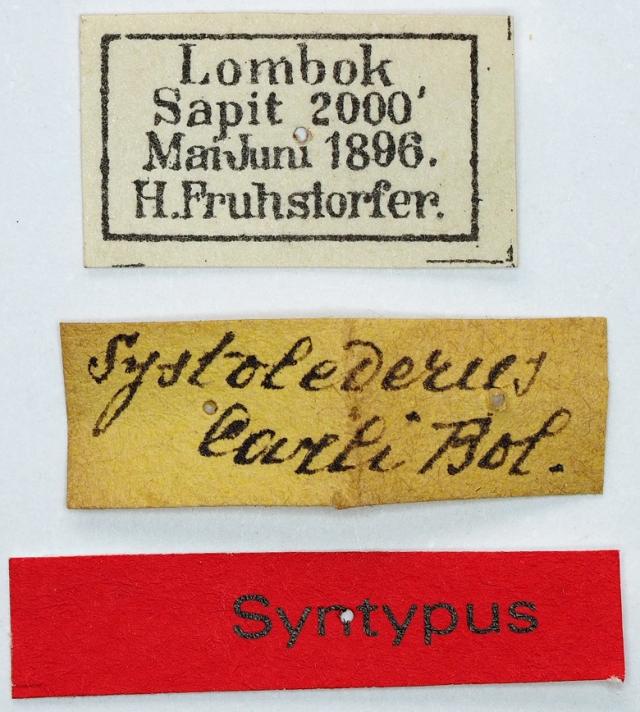 Lombok
Sapit 2000'
Mai-Juni 1896.
H. Fruhstorfer.
Systolederus
Carli Bol.
Syntypus